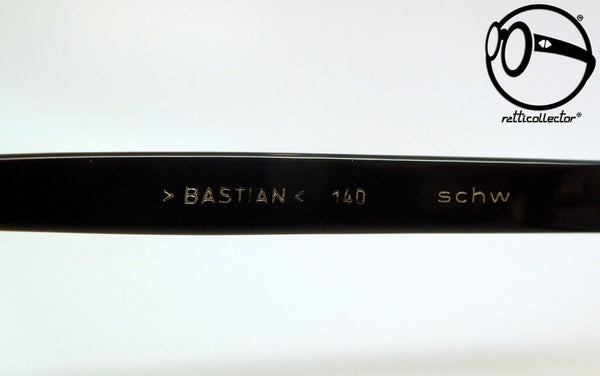 retticollector®
> BASTIAN < 140 schw